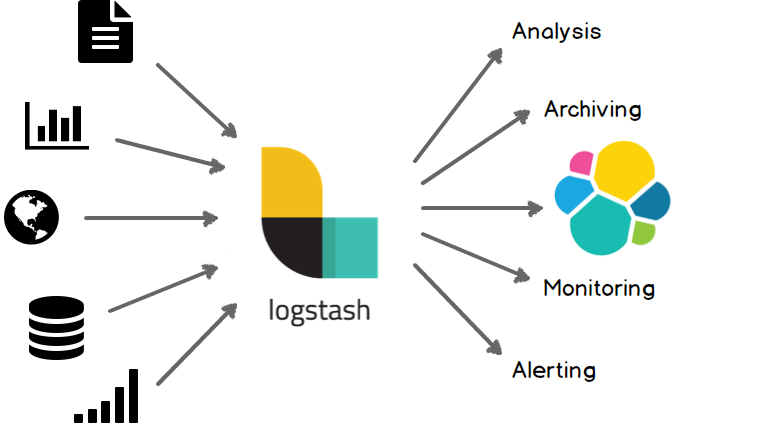 Analysis
Archiving
logstash
Monitoring
Alerting